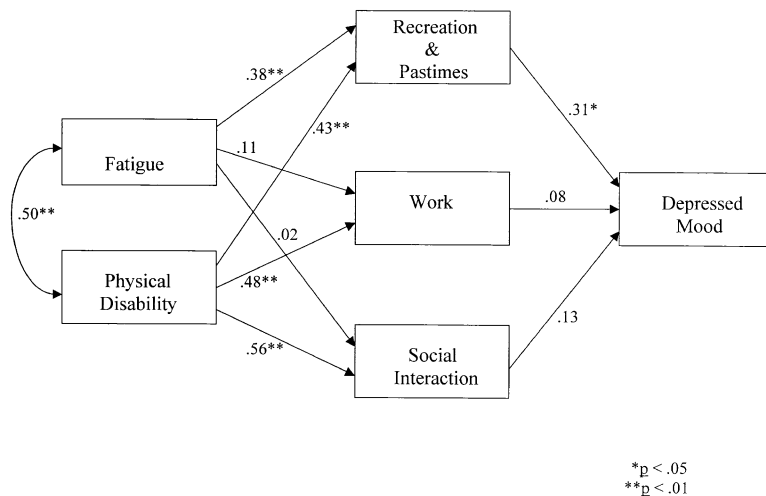 Recreation
&
Pastimes
.38**
.31*
.43**
.11
Fatigue
Work
.08
Depressed
Mood
.50**
.02
Physical
Disability
.48**
.56**
Social
Interaction
.13
*p < .05
**p < .01